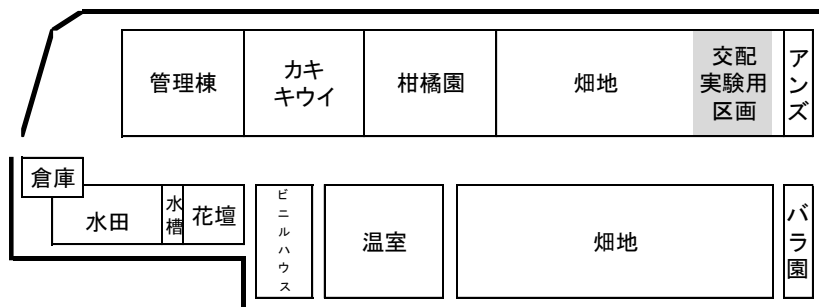 管理棟
カキ
キウイ
柑橘園
畑地
交配
実験用
区画
アンズ
倉庫
水田
水槽
花壇
ビニルハウス
温室
畑地
バラ園